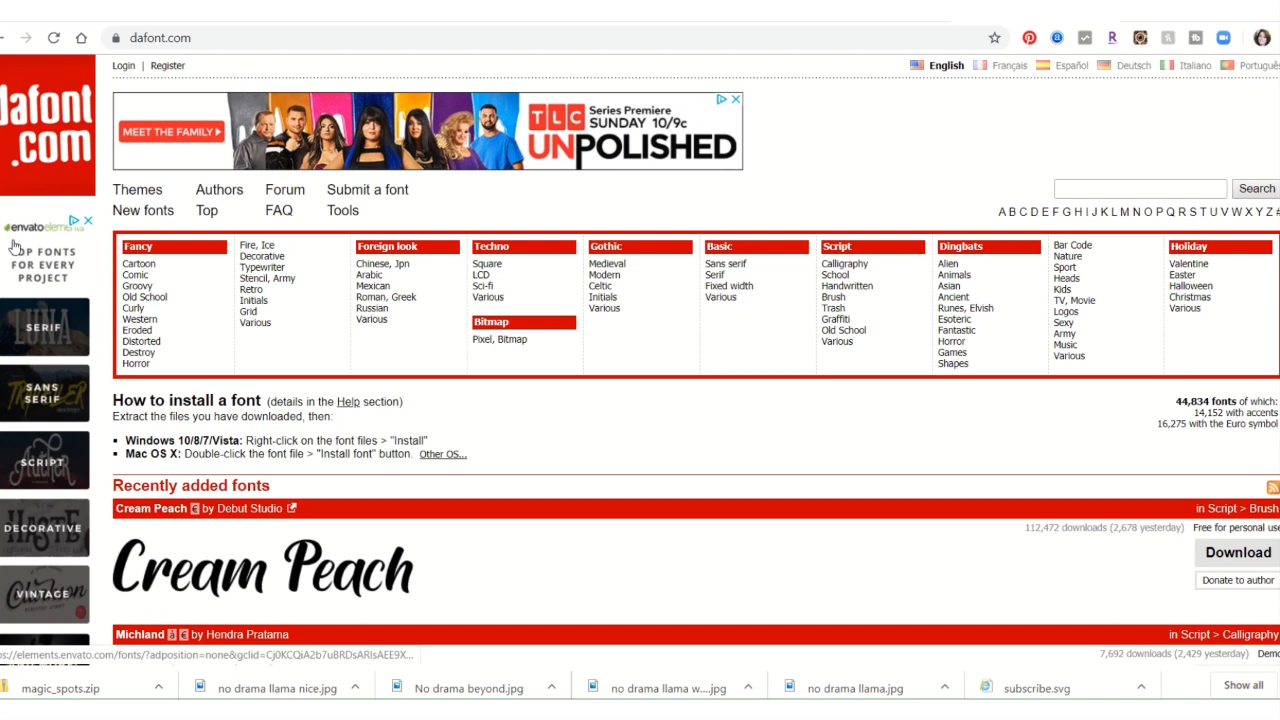 dafont.com
Login | Register
English Français Español Deutsch Italiano Português
dafont
.com
MEET THE FAMILY
TLC Series Premiere
SUNDAY 10/9c
UNPOLISHED
Themes Authors Forum Submit a font
New fonts Top FAQ Tools
Search
A B C D E F G H I J K L M N O P Q R S T U V W X Y Z #
envato elements
TOP FONTS
FOR EVERY
PROJECT
SERIF
SANS
SERIF
SCRIPT
DECORATIVE
VINTAGE
Fancy
Cartoon
Comic
Groovy
Old School
Curly
Western
Eroded
Distorted
Destroy
Horror
Fire, Ice
Decorative
Typewriter
Stencil, Army
Retro
Initials
Grid
Various
Foreign look
Chinese, Jpn
Arabic
Mexican
Roman, Greek
Russian
Various
Techno
Square
LCD
Sci-fi
Various
Bitmap
Pixel, Bitmap
Gothic
Medieval
Modern
Celtic
Initials
Various
Basic
Sans serif
Serif
Fixed width
Various
Script
Calligraphy
School
Handwritten
Brush
Trash
Graffiti
Old School
Various
Dingbats
Alien
Animals
Asian
Ancient
Runes, Elvish
Esoteric
Fantastic
Horror
Games
Shapes
Bar Code
Nature
Sport
Heads
Kids
TV, Movie
Logos
Sexy
Army
Music
Various
Holiday
Valentine
Easter
Halloween
Christmas
Various
How to install a font (details in the Help section)
Extract the files you have downloaded, then:
Windows 10/8/7/Vista: Right-click on the font files > "Install"
Mac OS X: Double-click the font file > "Install font" button. Other OS...
44,834 fonts of which:
14,152 with accents
16,275 with the Euro symbol
Recently added fonts
Cream Peach € by Debut Studio in Script > Brush
112,472 downloads (2,678 yesterday) Free for personal use
Cream Peach
Download
Donate to author
Michland à € by Hendra Pratama in Script > Calligraphy
7,692 downloads (2,429 yesterday) Demo
ps://elements.envato.com/fonts/?adposition=none&gclid=Cj0KCQiA2b7uBRDsARIsAEE9X...
magic_spots.zip
no drama llama nice.jpg
No drama beyond.jpg
no drama llama w....jpg
no drama llama.jpg
subscribe.svg
Show all